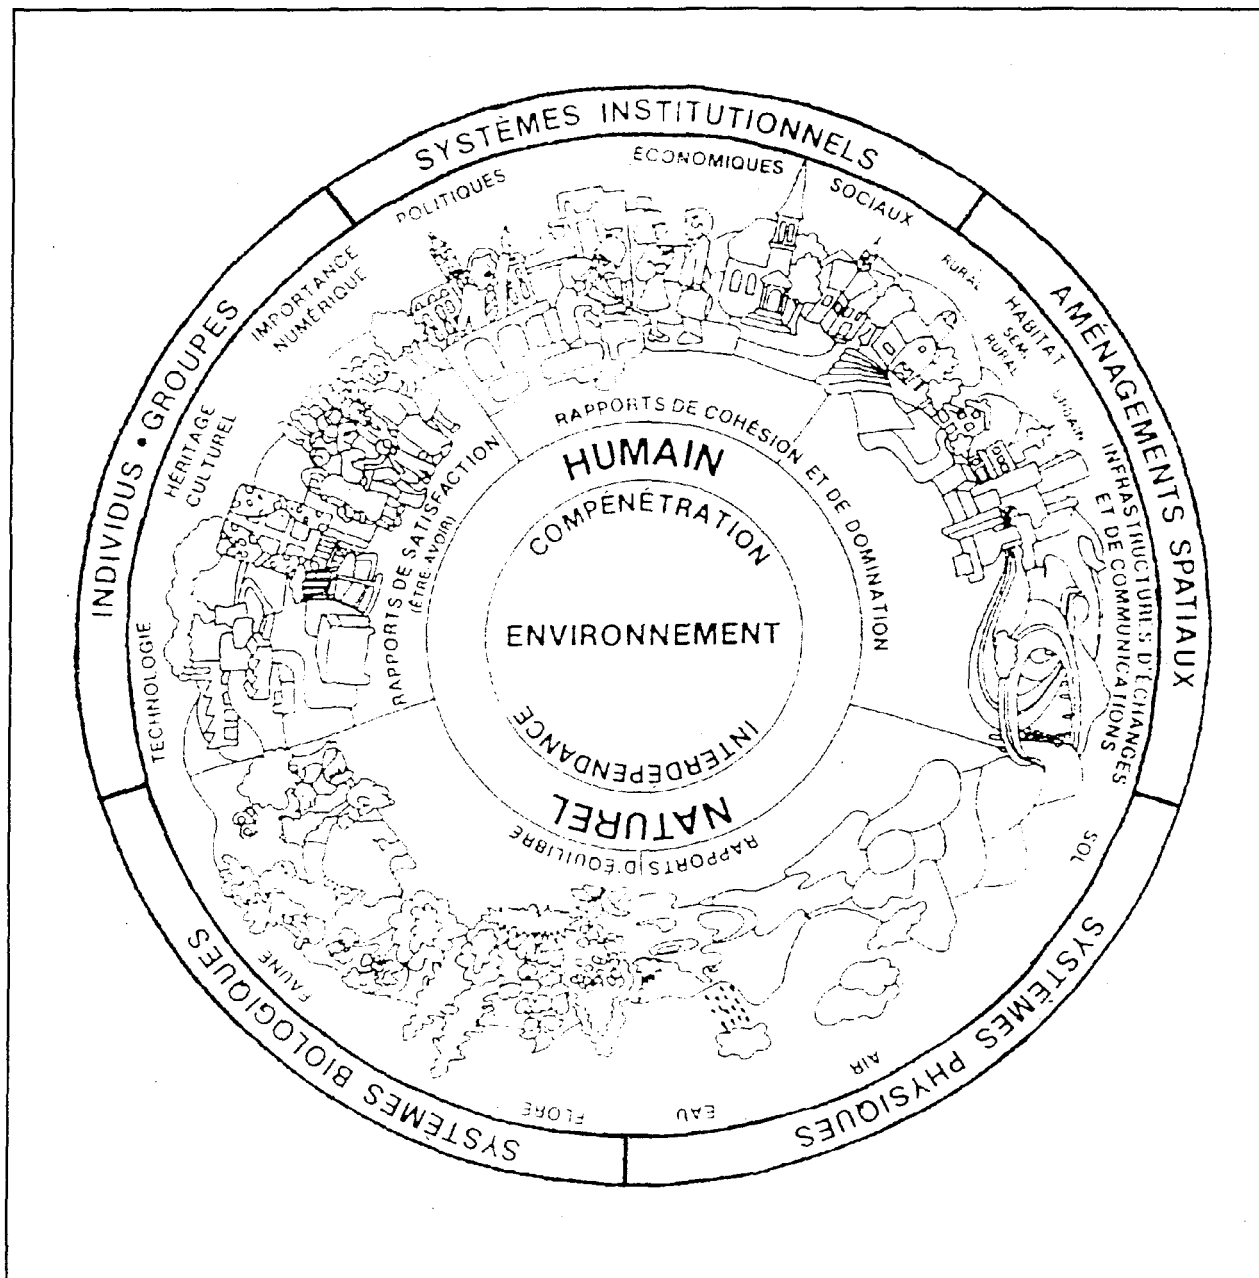 SYSTÈMES INSTITUTIONNELS
POLITIQUES
ÉCONOMIQUES
SOCIAUX
AMÉNAGEMENTS SPATIAUX
RURAL
HABITAT
SEMI
RURAL
URBAIN
INFRASTRUCTURES D'ÉCHANGES
ET DE COMMUNICATIONS
SYSTÈMES PHYSIQUES
SOL
AIR
EAU
SYSTÈMES BIOLOGIQUES
FLORE
FAUNE
INDIVIDUS • GROUPES
TECHNOLOGIE
HÉRITAGE
CULTUREL
IMPORTANCE
NUMÉRIQUE
RAPPORTS DE SATISFACTION
(ÊTRE AVOIR)
RAPPORTS DE COHÉSION ET DE DOMINATION
RAPPORTS D'ÉQUILIBRE
HUMAIN
COMPÉNÉTRATION
ENVIRONNEMENT
INTERDÉPENDANCE
NATUREL